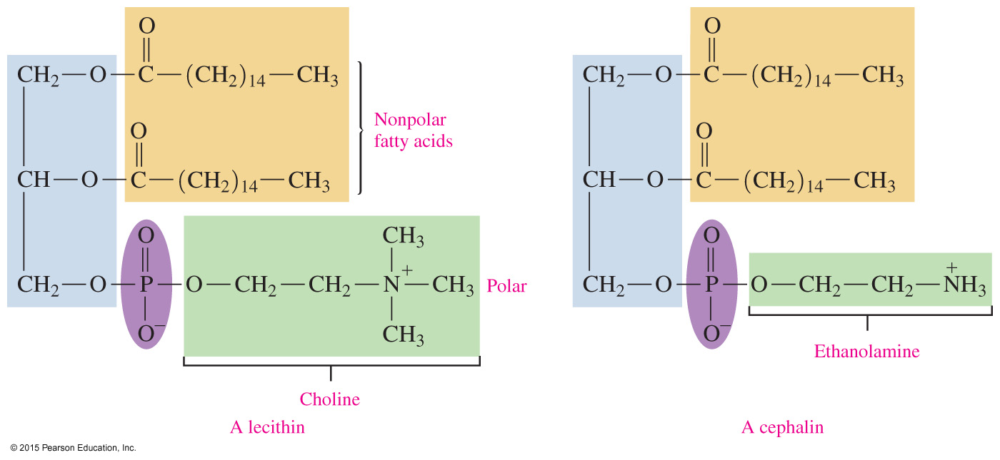 O O
CH₂—O—C—(CH₂)₁₄—CH₃ CH₂—O—C—(CH₂)₁₄—CH₃
Nonpolar
fatty acids
O O
CH—O—C—(CH₂)₁₄—CH₃ CH—O—C—(CH₂)₁₄—CH₃
O CH₃ O
CH₂—O—P—O—CH₂—CH₂—N⁺—CH₃ Polar CH₂—O—P—O—CH₂—CH₂—N⁺H₃
O⁻ CH₃ O⁻
Ethanolamine
Choline
A lecithin A cephalin
© 2015 Pearson Education, Inc.